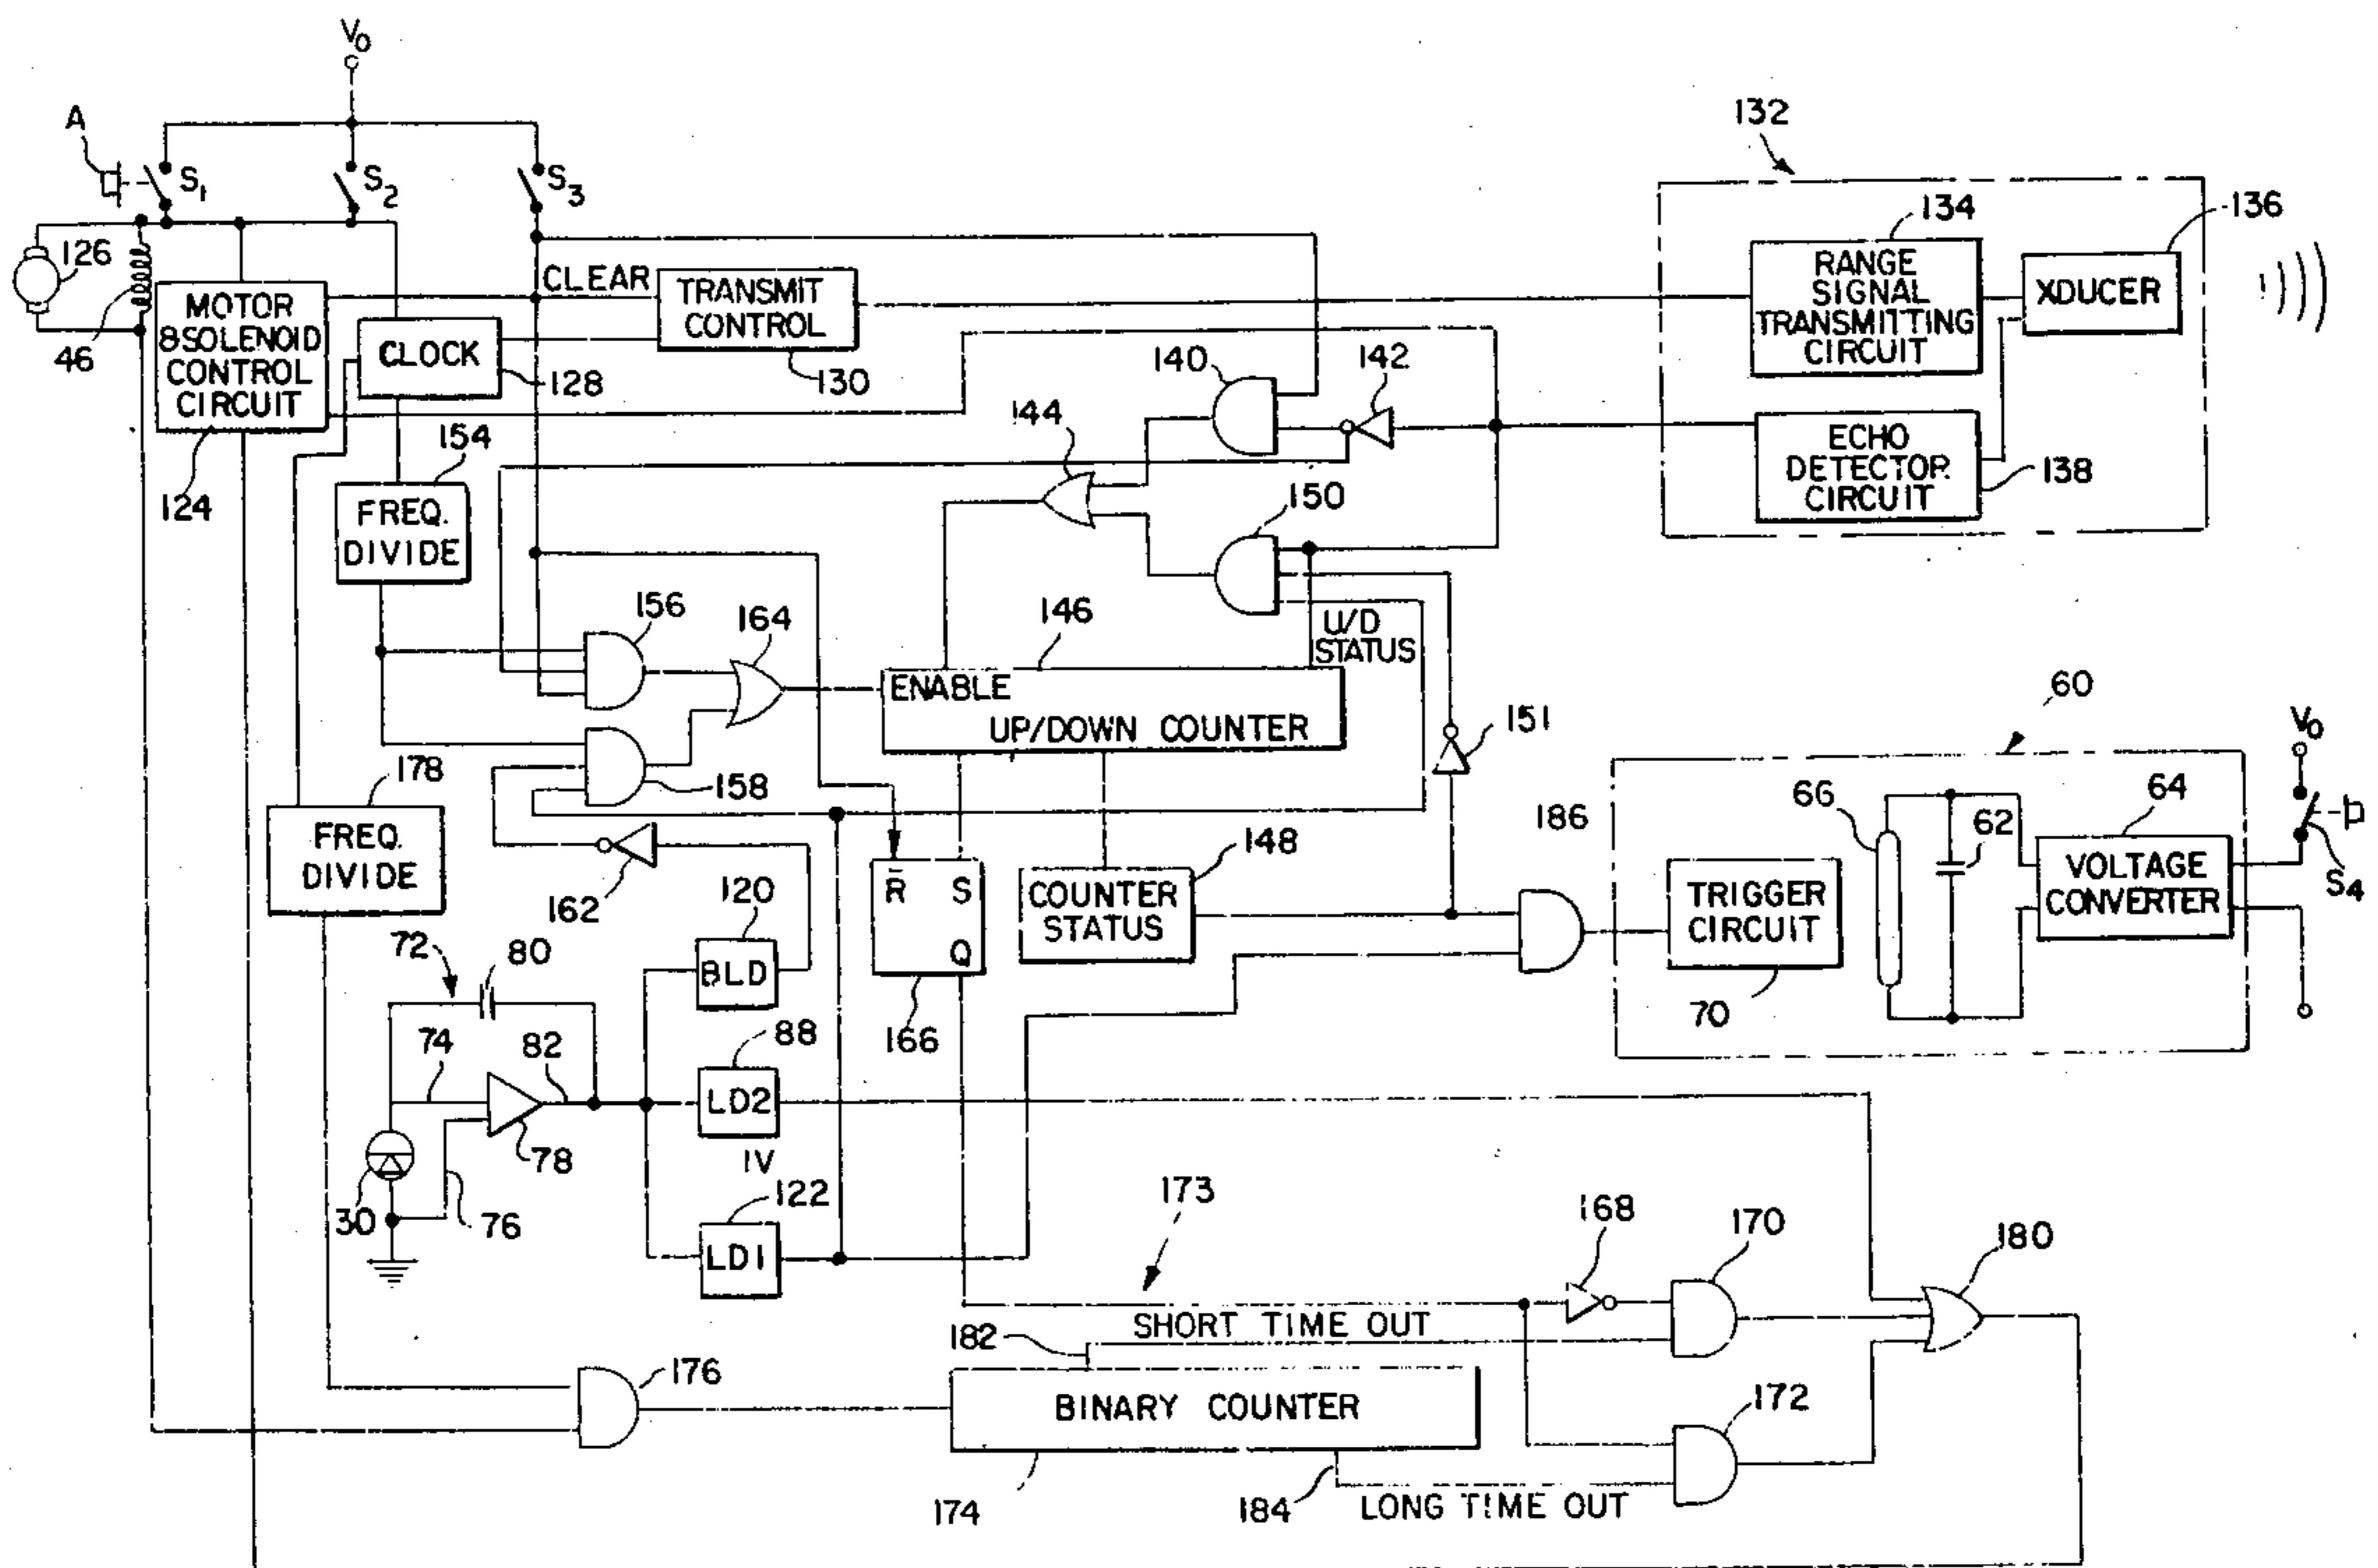 V0
A
S1
S2
S3
132
134
136
126
CLEAR
TRANSMIT
CONTROL
RANGE
SIGNAL
TRANSMITTING
CIRCUIT
XDUCER
46
MOTOR
&SOLENOID
CONTROL
CIRCUIT
CLOCK
128
130
140
142
144
124
154
FREQ.
DIVIDE
ECHO
DETECTOR
CIRCUIT
138
150
156
164
146
U/D
STATUS
ENABLE
UP/DOWN COUNTER
151
60
V0
178
158
FREQ.
DIVIDE
162
120
BLD
R̅ S
Q
148
COUNTER
STATUS
186
66
62
64
TRIGGER
CIRCUIT
VOLTAGE
CONVERTER
S4
72
80
74
82
88
LD2
166
70
78
1V
30
76
122
LD1
173
168
170
180
182
SHORT TIME OUT
176
BINARY COUNTER
172
174
184
LONG TIME OUT